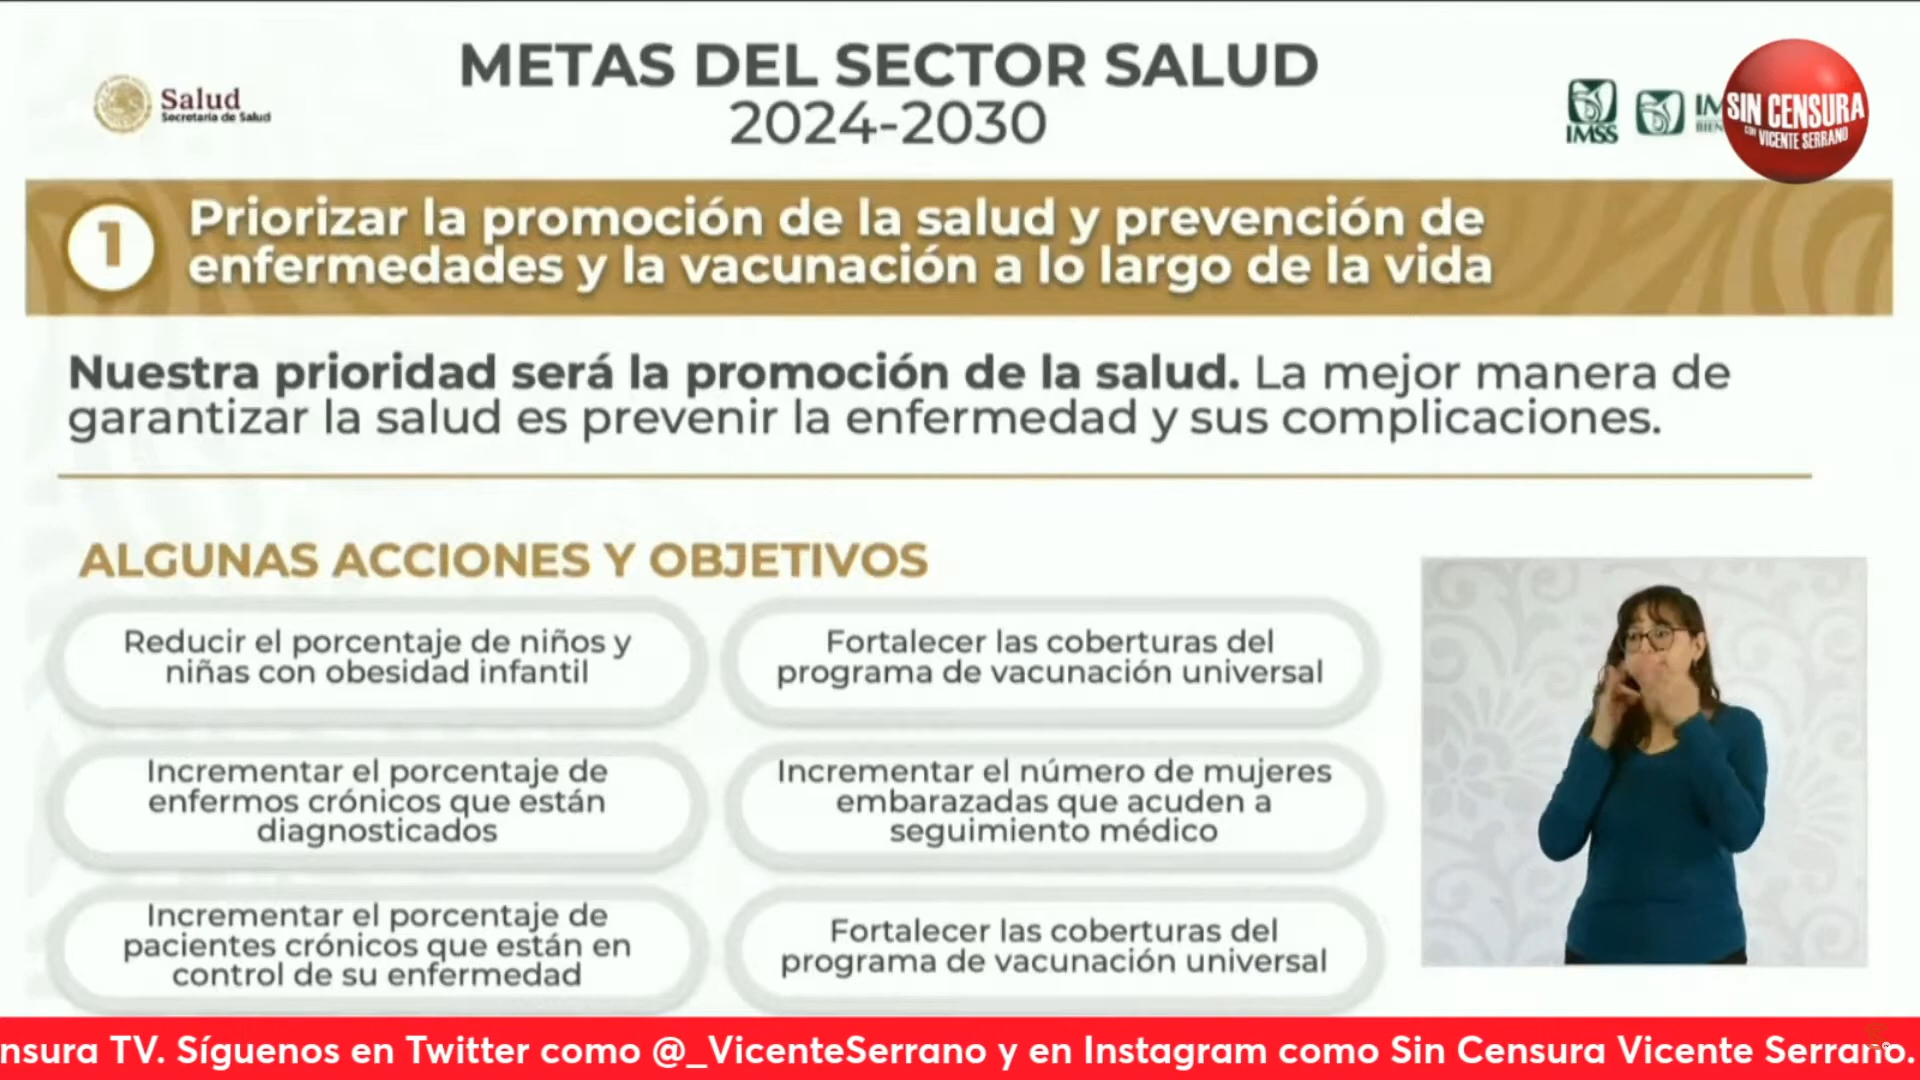 METAS DEL SECTOR SALUD
2024-2030
Salud
Secretaría de Salud
IMSS
SIN CENSURA
CON VICENTE SERRANO
1
Priorizar la promoción de la salud y prevención de
enfermedades y la vacunación a lo largo de la vida
Nuestra prioridad será la promoción de la salud. La mejor manera de
garantizar la salud es prevenir la enfermedad y sus complicaciones.
ALGUNAS ACCIONES Y OBJETIVOS
Reducir el porcentaje de niños y
niñas con obesidad infantil
Fortalecer las coberturas del
programa de vacunación universal
Incrementar el porcentaje de
enfermos crónicos que están
diagnosticados
Incrementar el número de mujeres
embarazadas que acuden a
seguimiento médico
Incrementar el porcentaje de
pacientes crónicos que están en
control de su enfermedad
Fortalecer las coberturas del
programa de vacunación universal
nsura TV. Síguenos en Twitter como @_VicenteSerrano y en Instagram como Sin Censura Vicente Serrano.